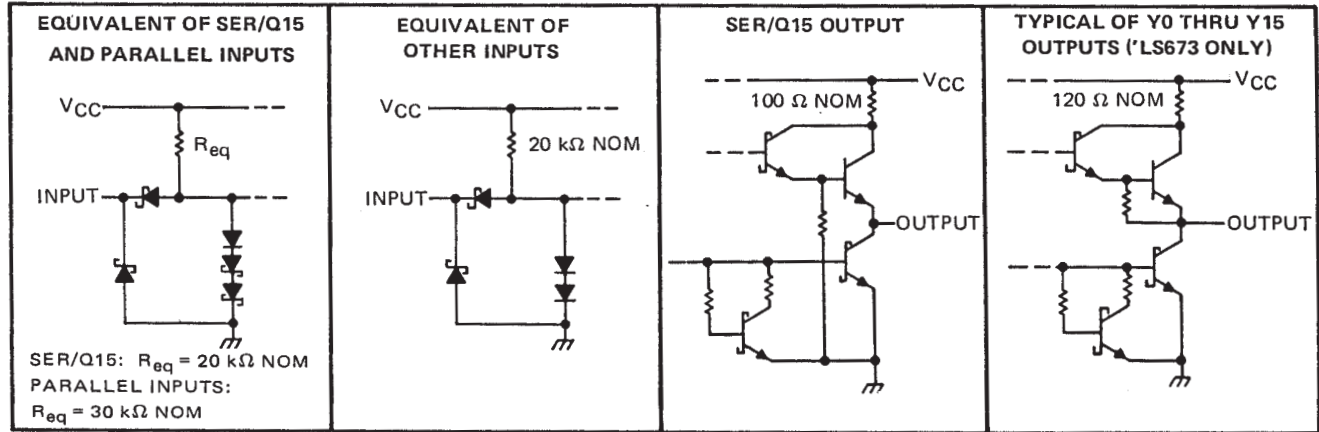 EQUIVALENT OF SER/Q15
AND PARALLEL INPUTS
VCC
Req
INPUT
SER/Q15: Req = 20 kΩ NOM
PARALLEL INPUTS:
Req = 30 kΩ NOM
EQUIVALENT OF
OTHER INPUTS
VCC
20 kΩ NOM
INPUT
SER/Q15 OUTPUT
VCC
100 Ω NOM
OUTPUT
TYPICAL OF Y0 THRU Y15
OUTPUTS ('LS673 ONLY)
VCC
120 Ω NOM
OUTPUT